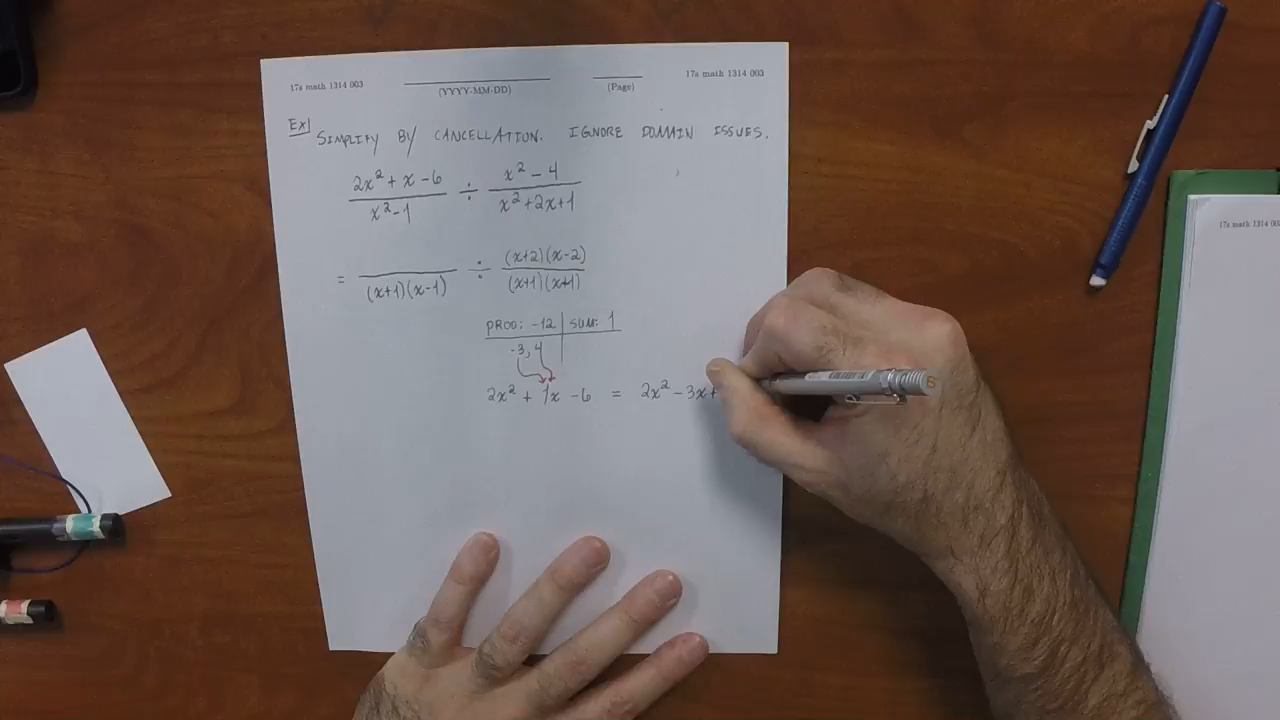 17s math 1314 003 (YYYY-MM-DD) (Page) 17s math 1314 003
Ex| SIMPLIFY BY CANCELLATION. IGNORE DOMAIN ISSUES.
2x² + x - 6 / x² - 1 ÷ x² - 4 / x² + 2x + 1
= / (x+1)(x-1) ÷ (x+2)(x-2) / (x+1)(x+1)
PROD: -12 | SUM: 1
-3, 4
2x² + 1x - 6 = 2x² - 3x +
17s math 1314 003